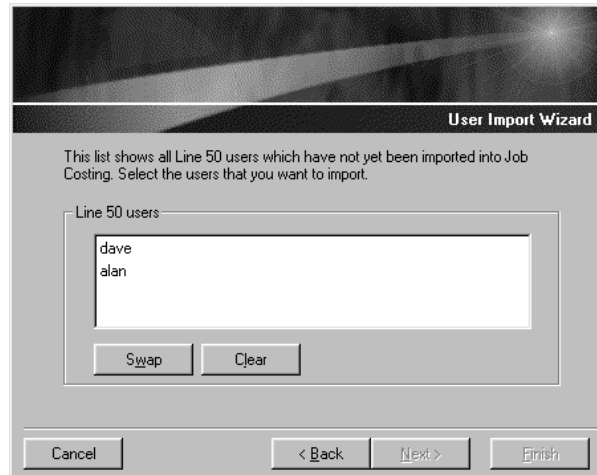 User Import Wizard
This list shows all Line 50 users which have not yet been imported into Job
Costing. Select the users that you want to import.
Line 50 users
dave
alan
Swap
Clear
Cancel
< Back
Next >
Finish